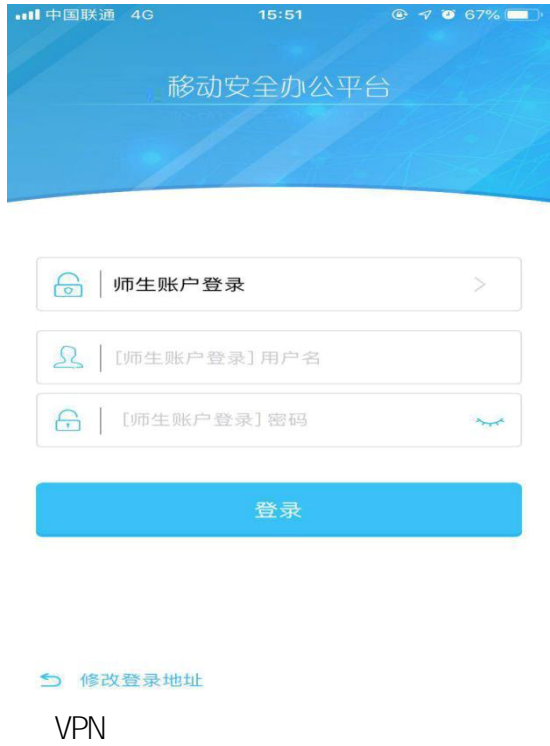 中国联通 4G 15:51 67%
移动安全办公平台
师生账户登录
[师生账户登录]用户名
[师生账户登录]密码
登录
修改登录地址
VPN